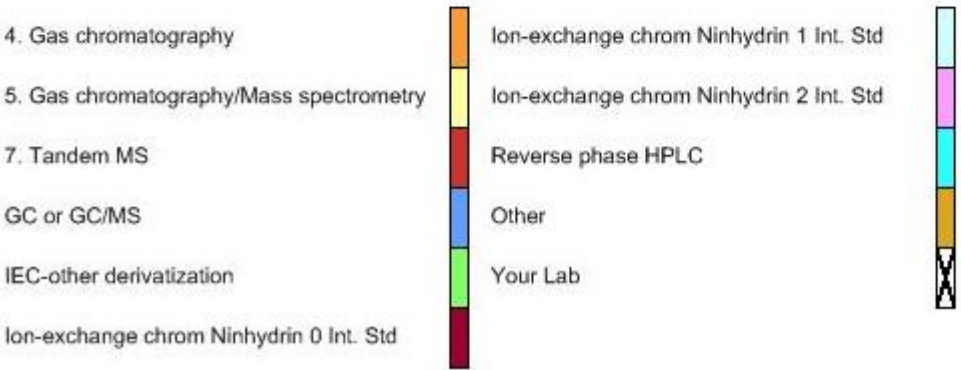 4. Gas chromatography
5. Gas chromatography/Mass spectrometry
7. Tandem MS
GC or GC/MS
IEC-other derivatization
Ion-exchange chrom Ninhydrin 0 Int. Std
Ion-exchange chrom Ninhydrin 1 Int. Std
Ion-exchange chrom Ninhydrin 2 Int. Std
Reverse phase HPLC
Other
Your Lab